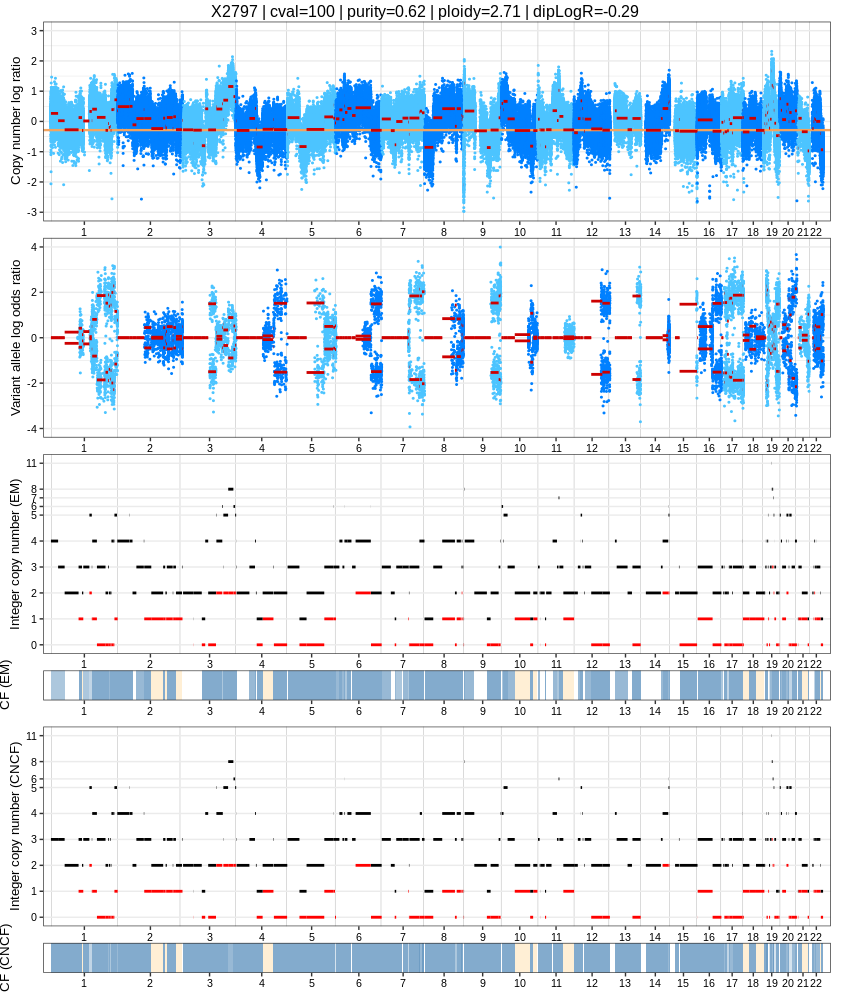 X2797 | cval=100 | purity=0.62 | ploidy=2.71 | dipLogR=-0.29
Copy number log ratio
3
2
1
0
-1
-2
-3
1 2 3 4 5 6 7 8 9 10 11 12 13 14 15 16 17 18 19 20 21 22
Variant allele log odds ratio
4
2
0
-2
-4
1 2 3 4 5 6 7 8 9 10 11 12 13 14 15 16 17 18 19 20 21 22
Integer copy number (EM)
11
8
7
6
5
4
3
2
1
0
1 2 3 4 5 6 7 8 9 10 11 12 13 14 15 16 17 18 19 20 21 22
CF (EM)
1 2 3 4 5 6 7 8 9 10 11 12 13 14 15 16 17 18 19 20 21 22
Integer copy number (CNCF)
11
8
6
5
4
3
2
1
0
1 2 3 4 5 6 7 8 9 10 11 12 13 14 15 16 17 18 19 20 21 22
CF (CNCF)
1 2 3 4 5 6 7 8 9 10 11 12 13 14 15 16 17 18 19 20 21 22